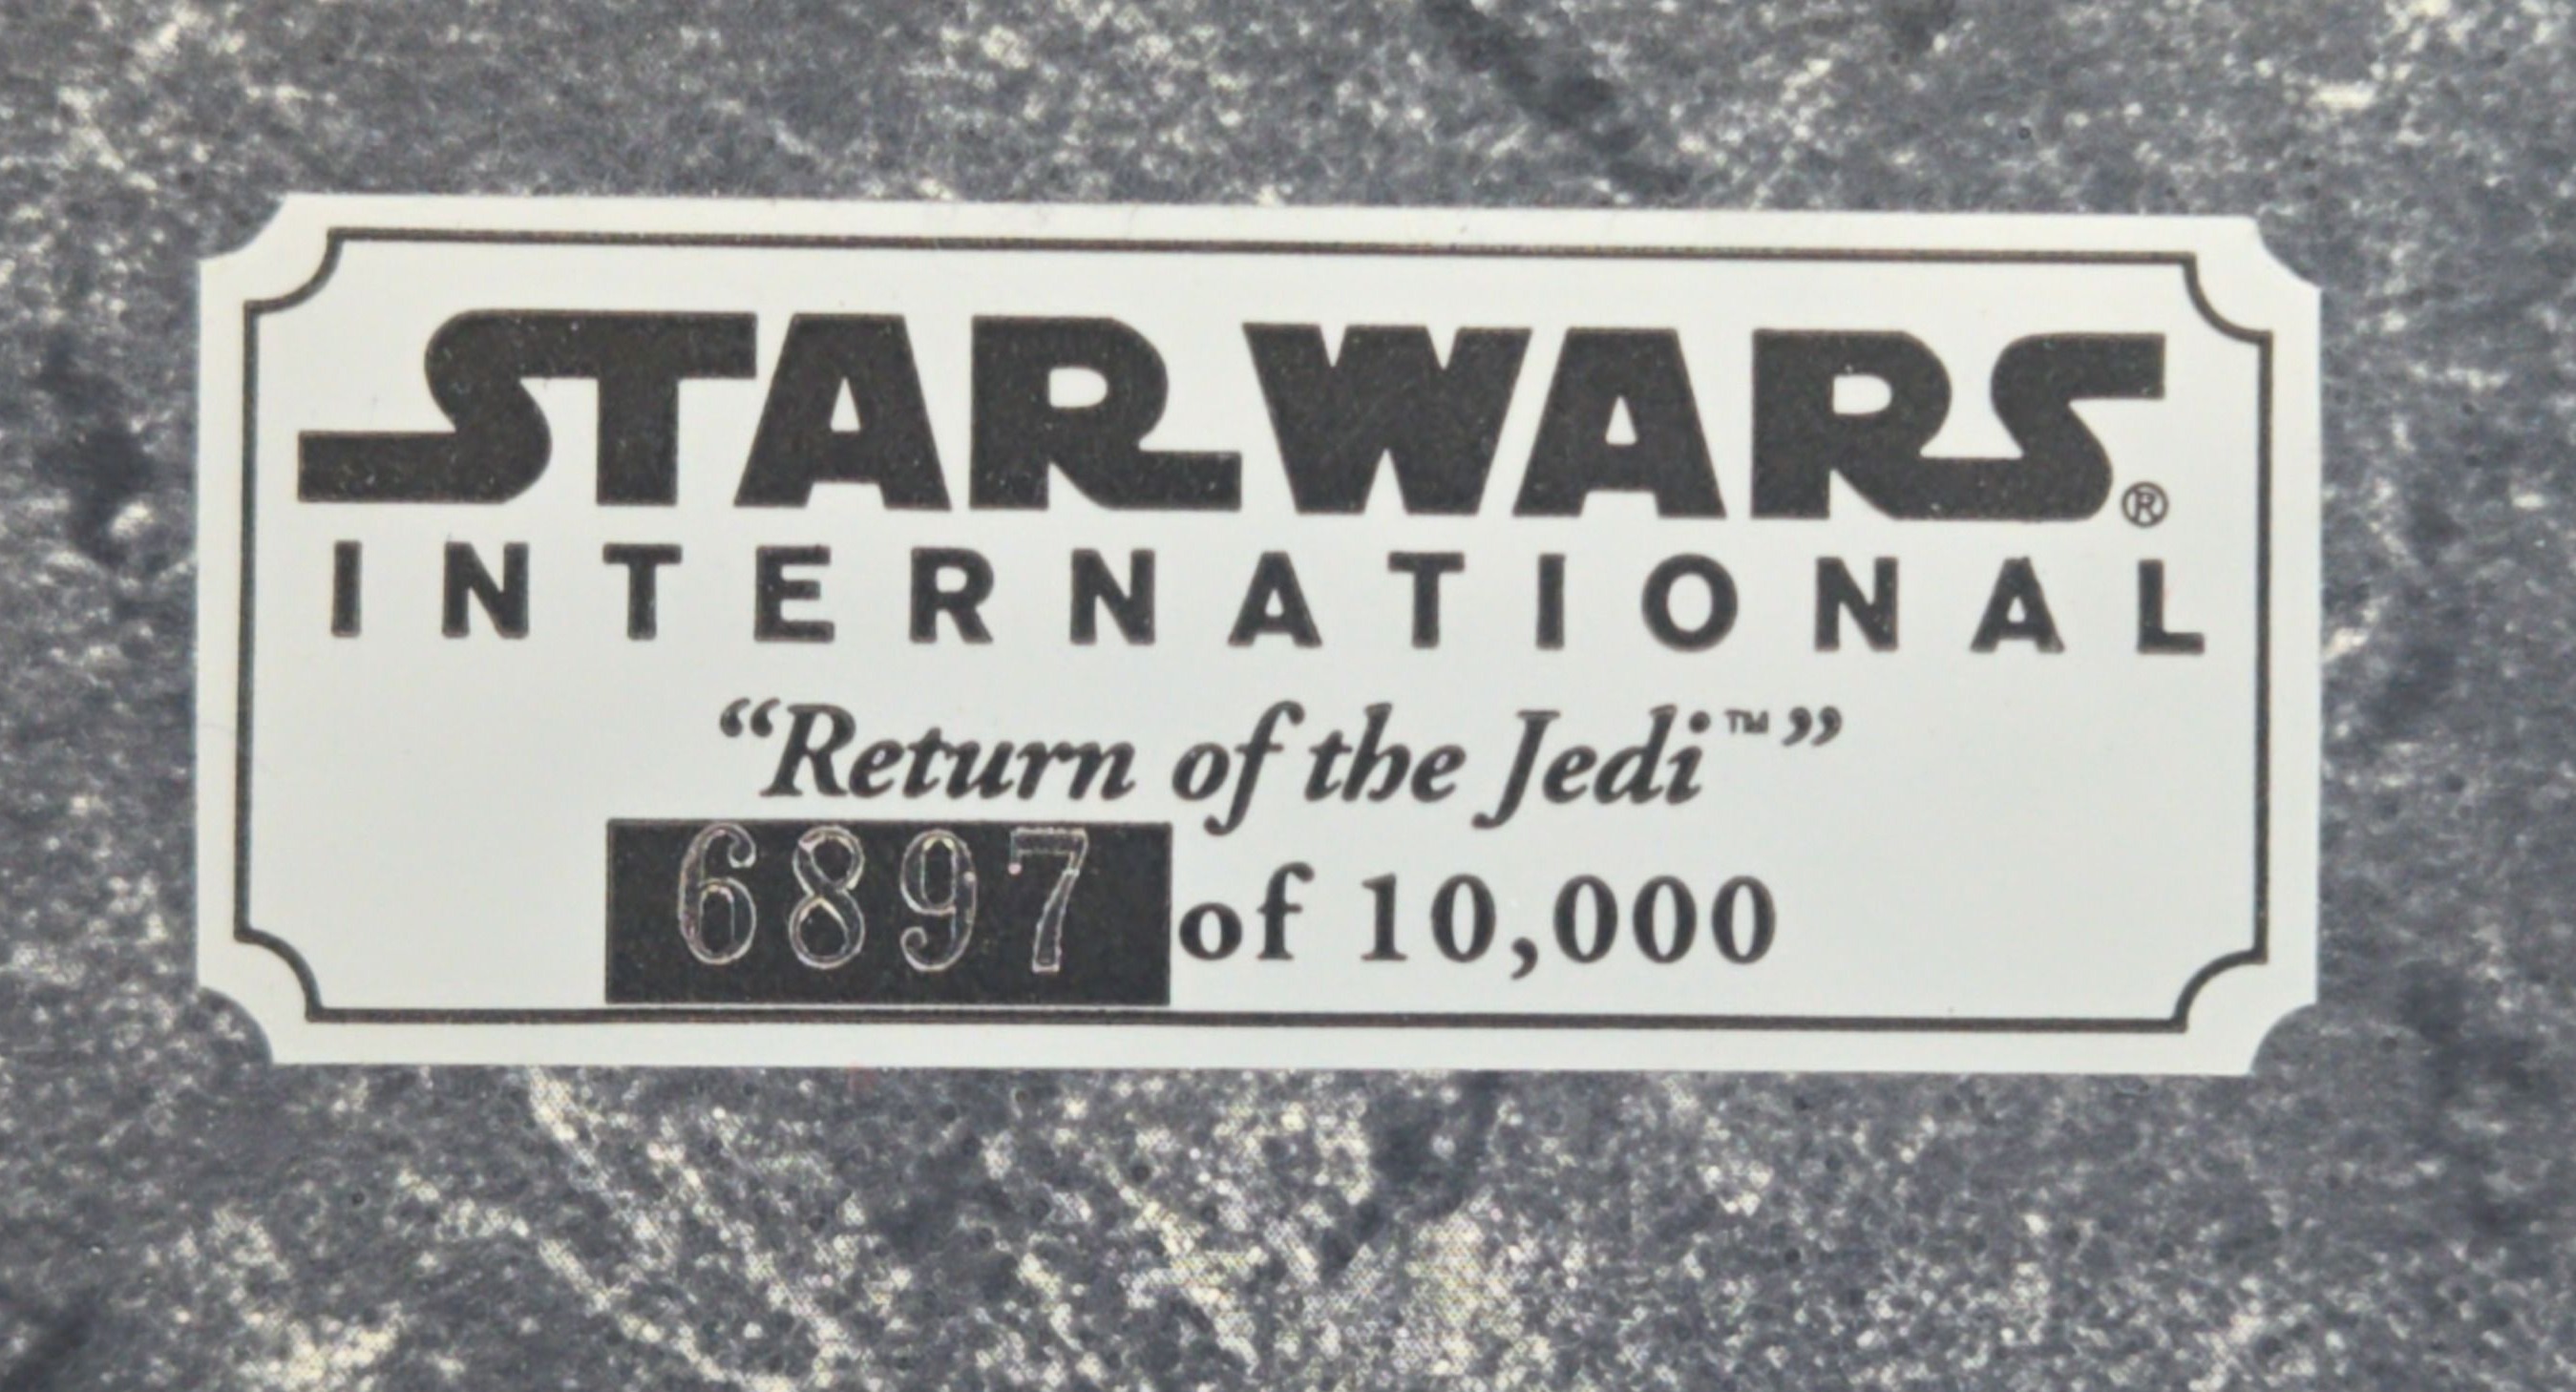 STAR WARS®
INTERNATIONAL
“Return of the Jedi™”
6897 of 10,000